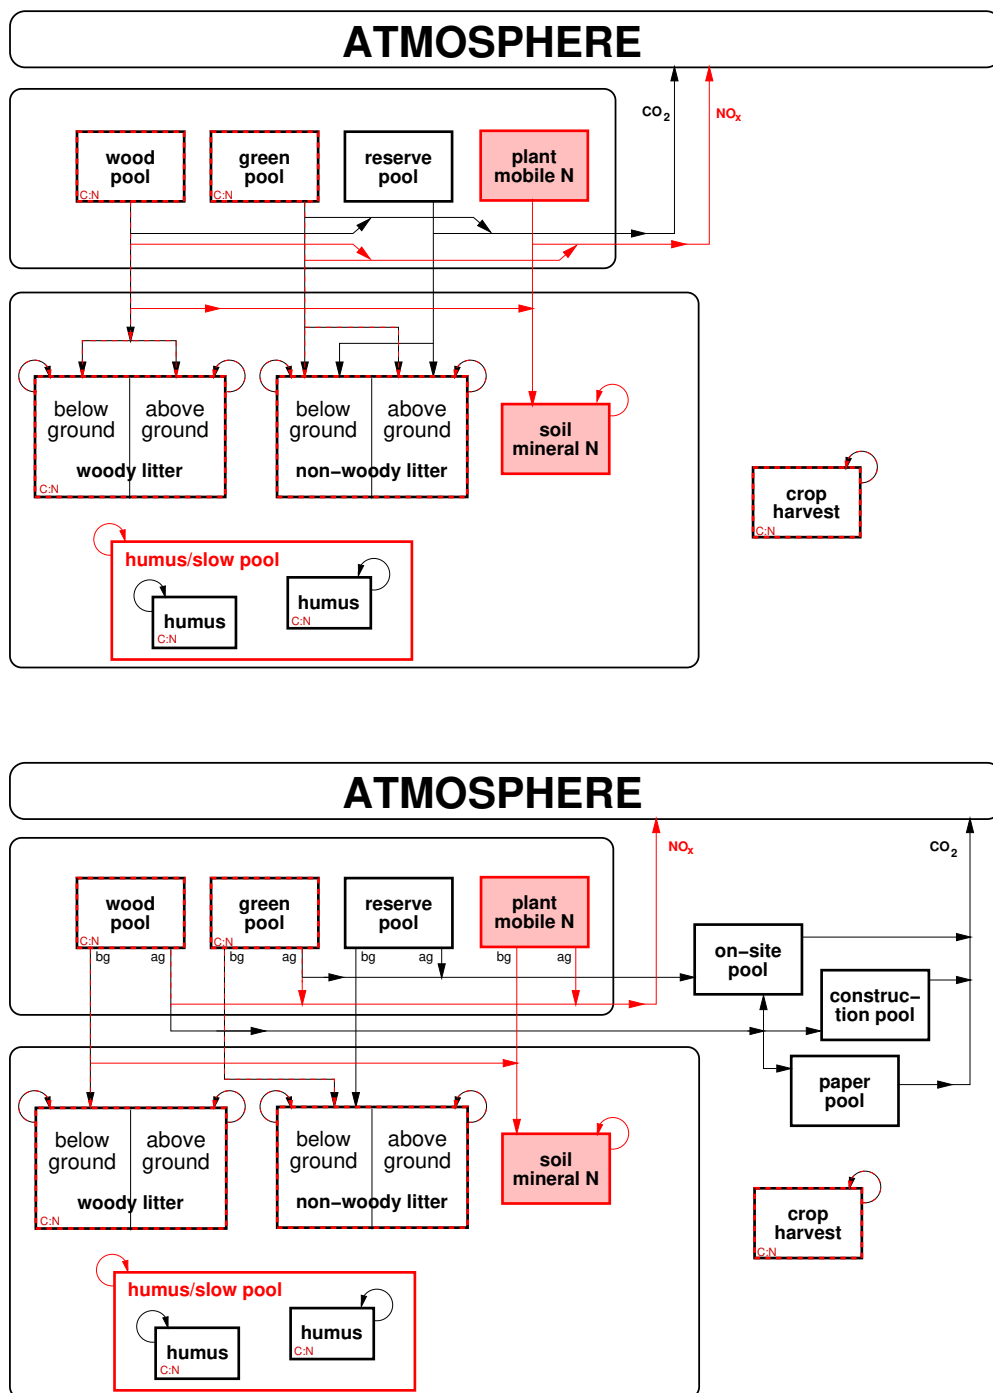 ATMOSPHERE
CO2
NOx
wood
pool
C:N
green
pool
C:N
reserve
pool
plant
mobile N
below
ground
above
ground
woody litter
C:N
below
ground
above
ground
non−woody litter
soil
mineral N
crop
harvest
C:N
humus/slow pool
humus
C:N
humus
C:N
ATMOSPHERE
NOx
CO2
wood
pool
C:N
green
pool
C:N
reserve
pool
plant
mobile N
bg
ag
bg
ag
bg
ag
bg
ag
on−site
pool
construc−
tion pool
paper
pool
below
ground
above
ground
woody litter
C:N
below
ground
above
ground
non−woody litter
soil
mineral N
crop
harvest
C:N
humus/slow pool
humus
C:N
humus
C:N